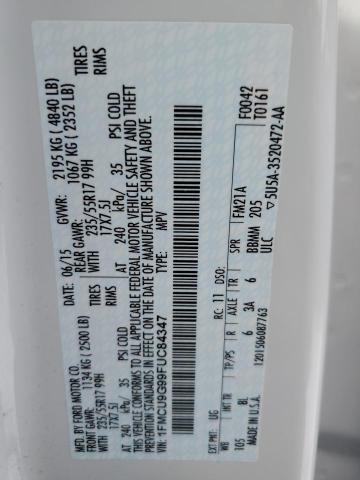 MFD. BY FORD MOTOR CO.
DATE: 06/15 GVWR: 2195 KG ( 4840 LB)
FRONT GAWR: 1134 KG (2500 LB) REAR GAWR: 1067 KG ( 2352 LB)
WITH 235/55R17 99H TIRES
235/55R17 99H TIRES
17X7.5J RIMS
17X7.5J RIMS
AT 240 kPa/ 35 PSI COLD
AT 240 kPa/ 35 PSI COLD
THIS VEHICLE CONFORMS TO ALL APPLICABLE FEDERAL MOTOR VEHICLE SAFETY AND THEFT
PREVENTION STANDARDS IN EFFECT ON THE DATE OF MANUFACTURE SHOWN ABOVE.
VIN: 1FMCU9G99FUC84347
TYPE: MPV
F0042
T0161
EXT PNT: UG RC: 11 DSO: FM21A
WB INT TR TP/PS R AXLE TR SPR
105 BL 6 3A 6 BBMM 205
MADE IN U.S.A. 1201506087763 ULC
▽5U5A-3520472-AA